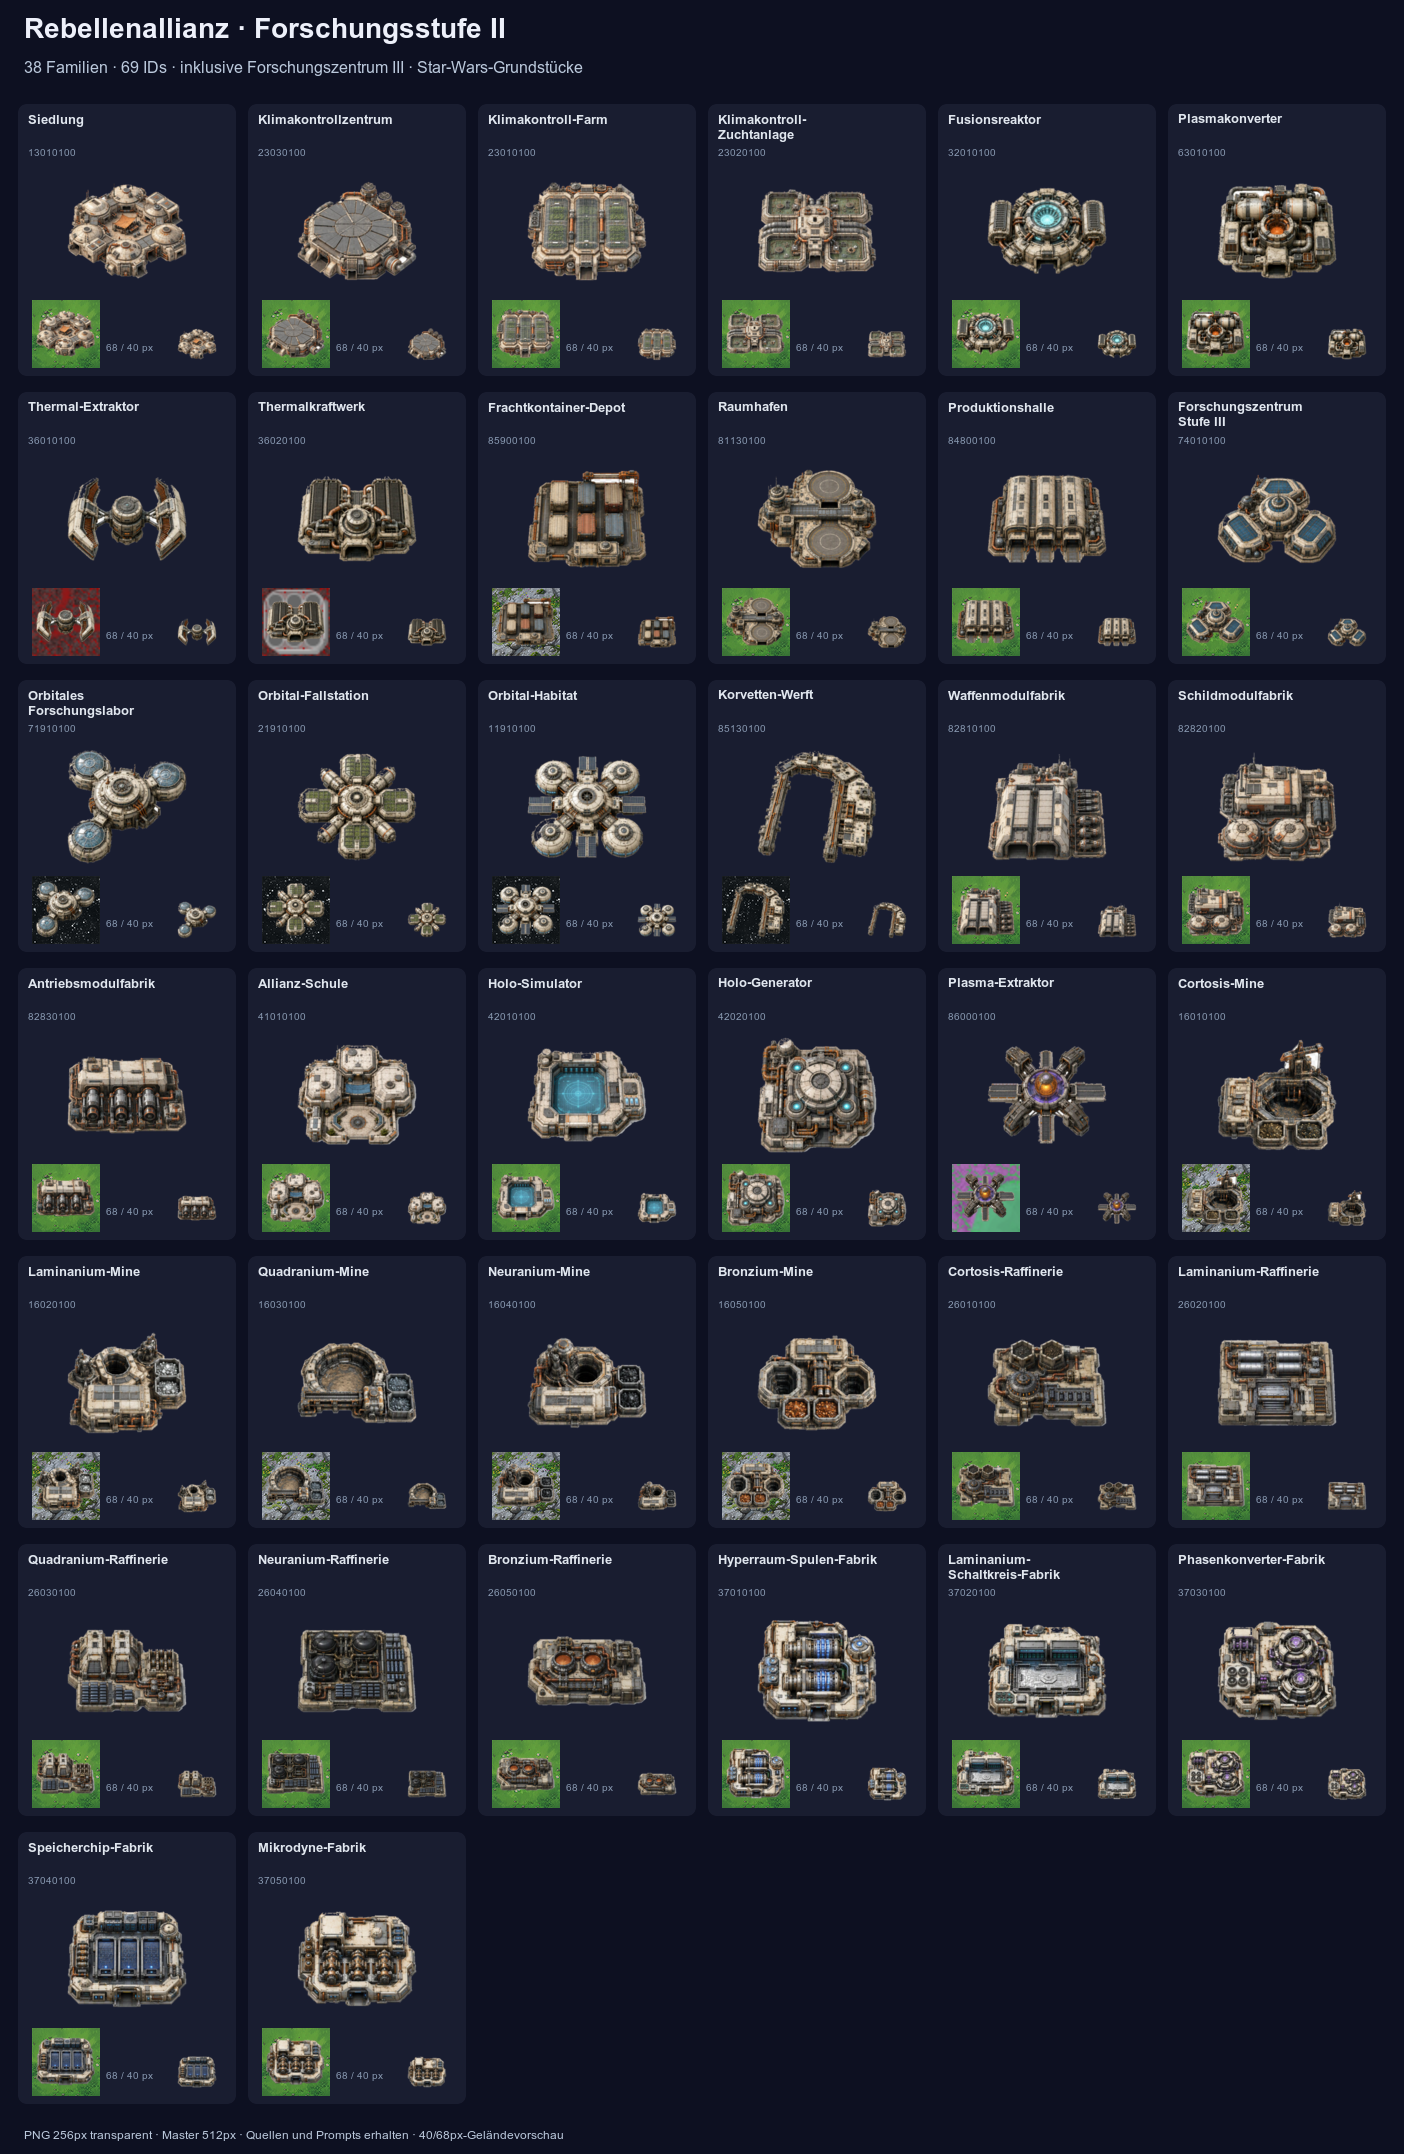 Rebellenallianz · Forschungsstufe II
38 Familien · 69 IDs · inklusive Forschungszentrum III · Star-Wars-Grundstücke
Siedlung
13010100
68 / 40 px
Klimakontrollzentrum
23030100
68 / 40 px
Klimakontroll-Farm
23010100
68 / 40 px
Klimakontroll-
Zuchtanlage
23020100
68 / 40 px
Fusionsreaktor
32010100
68 / 40 px
Plasmakonverter
63010100
68 / 40 px
Thermal-Extraktor
36010100
68 / 40 px
Thermalkraftwerk
36020100
68 / 40 px
Frachtkontainer-Depot
85900100
68 / 40 px
Raumhafen
81130100
68 / 40 px
Produktionshalle
84800100
68 / 40 px
Forschungszentrum
Stufe III
74010100
68 / 40 px
Orbitales
Forschungslabor
71910100
68 / 40 px
Orbital-Fallstation
21910100
68 / 40 px
Orbital-Habitat
11910100
68 / 40 px
Korvetten-Werft
85130100
68 / 40 px
Waffenmodulfabrik
82810100
68 / 40 px
Schildmodulfabrik
82820100
68 / 40 px
Antriebsmodulfabrik
82830100
68 / 40 px
Allianz-Schule
41010100
68 / 40 px
Holo-Simulator
42010100
68 / 40 px
Holo-Generator
42020100
68 / 40 px
Plasma-Extraktor
86000100
68 / 40 px
Cortosis-Mine
16010100
68 / 40 px
Laminanium-Mine
16020100
68 / 40 px
Quadranium-Mine
16030100
68 / 40 px
Neuranium-Mine
16040100
68 / 40 px
Bronzium-Mine
16050100
68 / 40 px
Cortosis-Raffinerie
26010100
68 / 40 px
Laminanium-Raffinerie
26020100
68 / 40 px
Quadranium-Raffinerie
26030100
68 / 40 px
Neuranium-Raffinerie
26040100
68 / 40 px
Bronzium-Raffinerie
26050100
68 / 40 px
Hyperraum-Spulen-Fabrik
37010100
68 / 40 px
Laminanium-
Schaltkreis-Fabrik
37020100
68 / 40 px
Phasenkonverter-Fabrik
37030100
68 / 40 px
Speicherchip-Fabrik
37040100
68 / 40 px
Mikrodyne-Fabrik
37050100
68 / 40 px
PNG 256px transparent · Master 512px · Quellen und Prompts erhalten · 40/68px-Geländevorschau